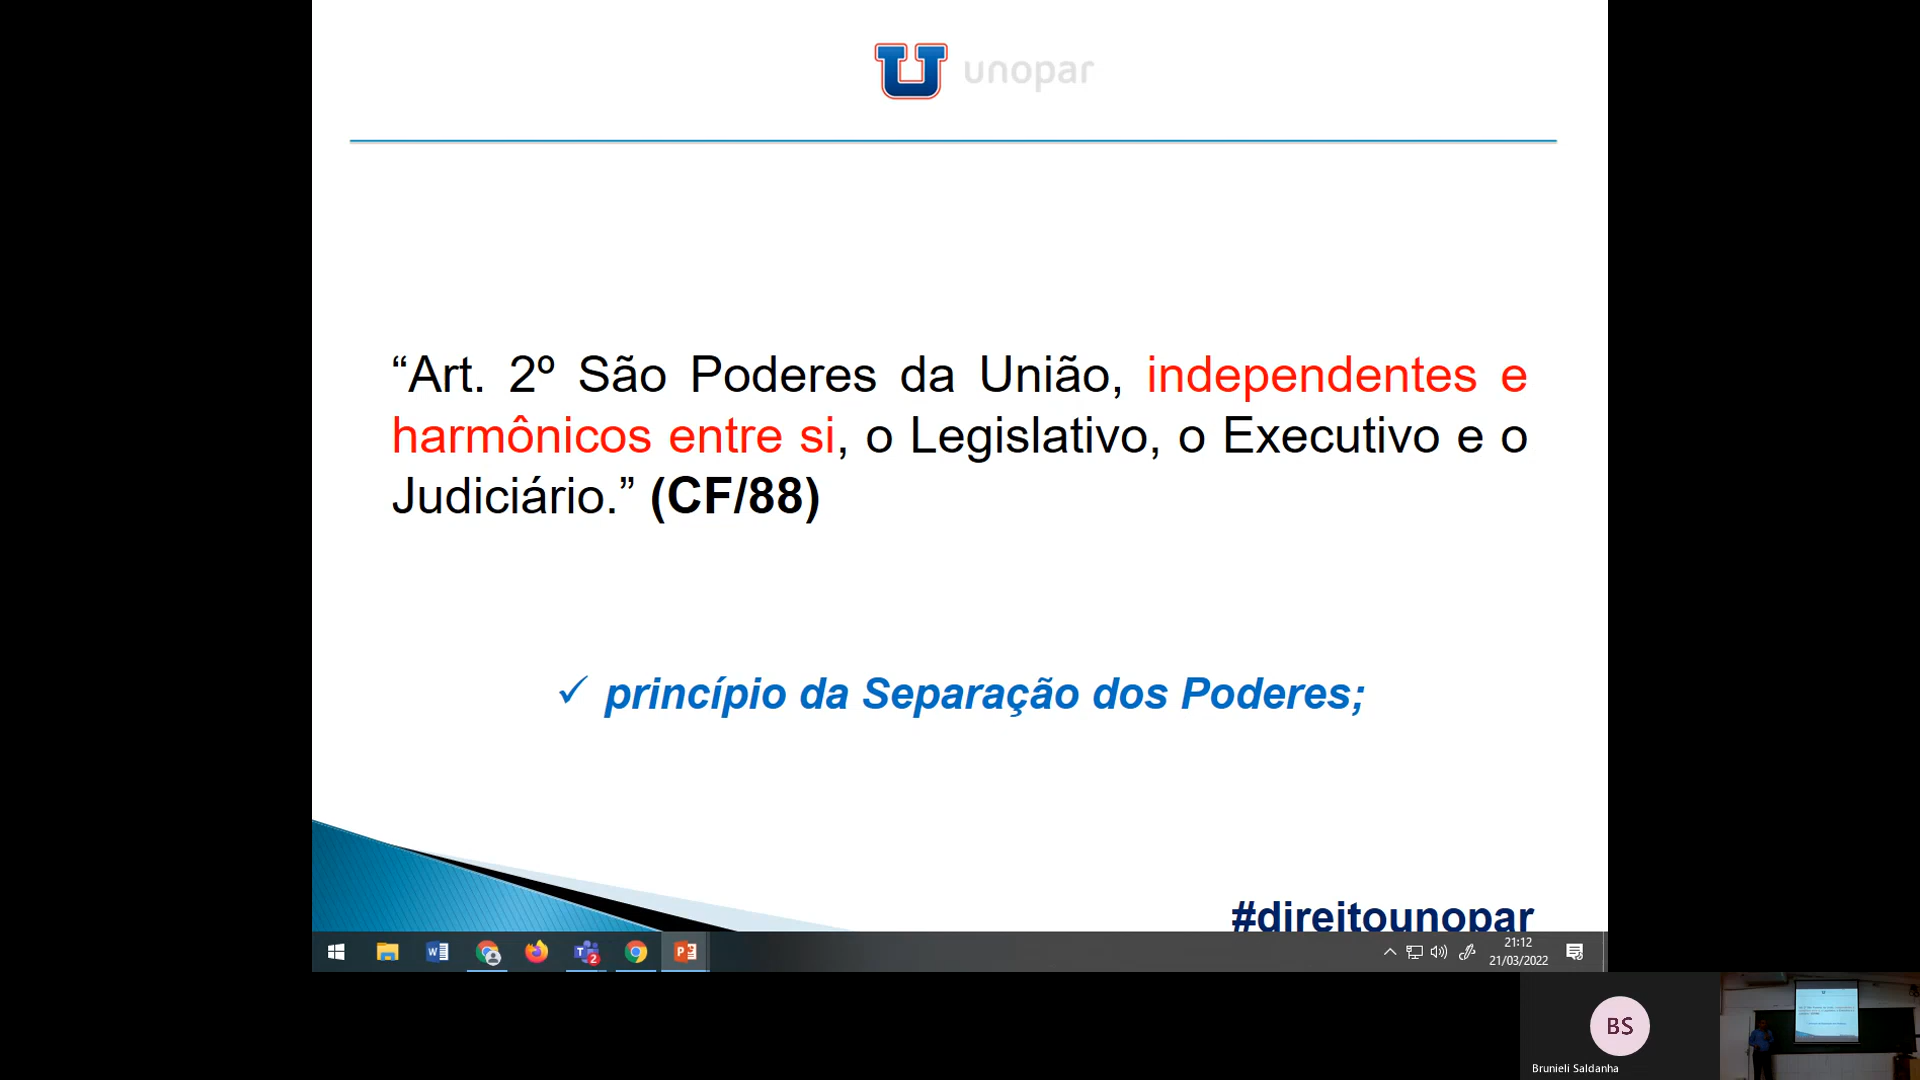 unopar
“Art. 2º São Poderes da União, independentes e
harmônicos entre si, o Legislativo, o Executivo e o
Judiciário.” (CF/88)
✓ princípio da Separação dos Poderes;
#direitounopar
21:12
21/03/2022
2
BS
Brunieli Saldanha